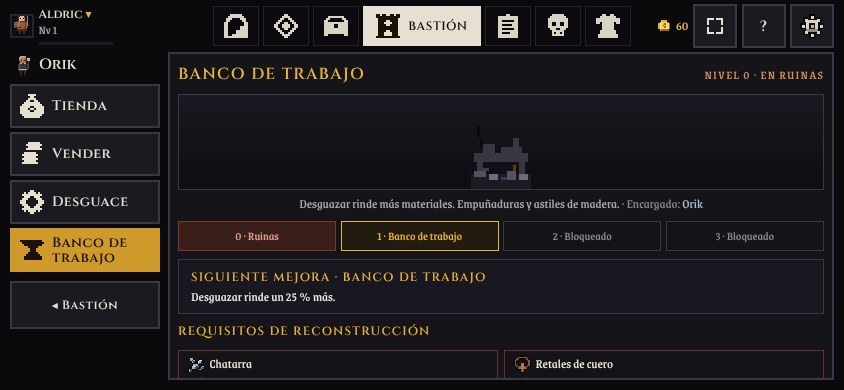 ALDRIC ▾
Nv 1
BASTIÓN
60
?
ORIK
TIENDA
VENDER
DESGUACE
BANCO DE
TRABAJO
◂ BASTIÓN
BANCO DE TRABAJO
NIVEL 0 · EN RUINAS
Desguazar rinde más materiales. Empuñaduras y astiles de madera. · Encargado: Orik
0 · Ruinas
1 · Banco de trabajo
2 · Bloqueado
3 · Bloqueado
SIGUIENTE MEJORA · BANCO DE TRABAJO
Desguazar rinde un 25 % más.
REQUISITOS DE RECONSTRUCCIÓN
Chatarra
Retales de cuero